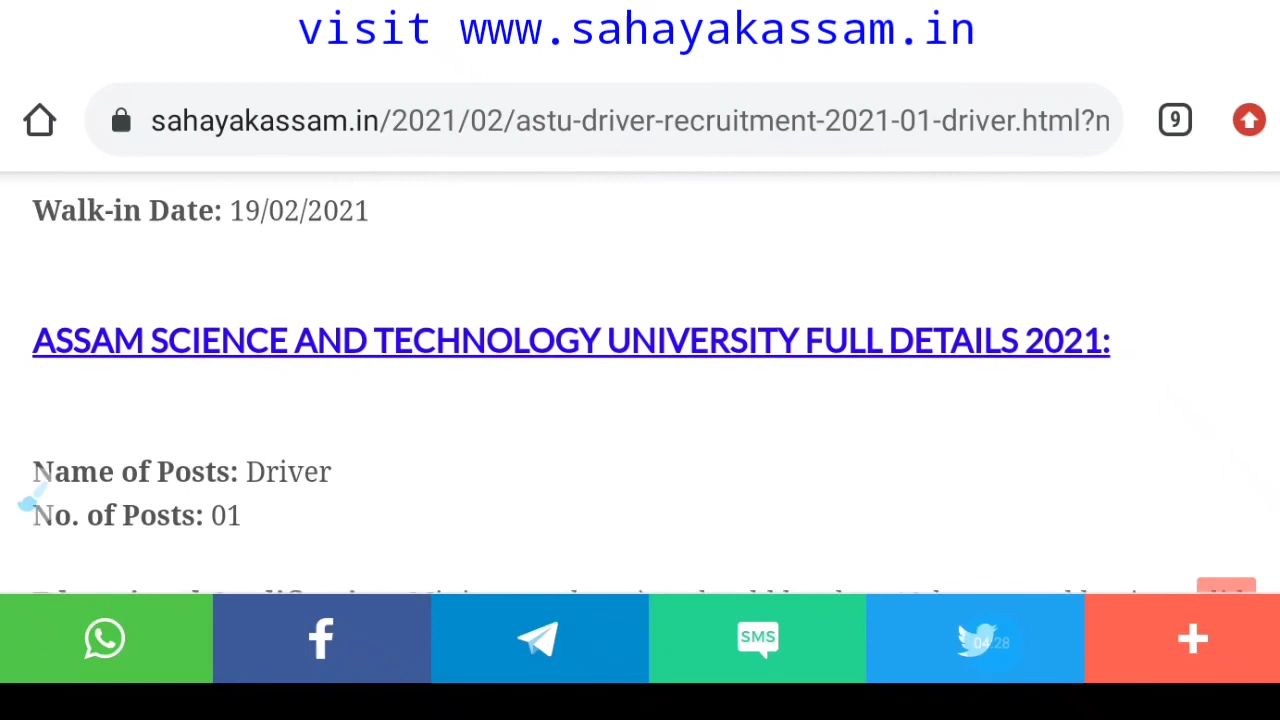 visit www.sahayakassam.in
sahayakassam.in/2021/02/astu-driver-recruitment-2021-01-driver.html?n
9
Walk-in Date: 19/02/2021
ASSAM SCIENCE AND TECHNOLOGY UNIVERSITY FULL DETAILS 2021:
Name of Posts: Driver
No. of Posts: 01
SMS
04:28